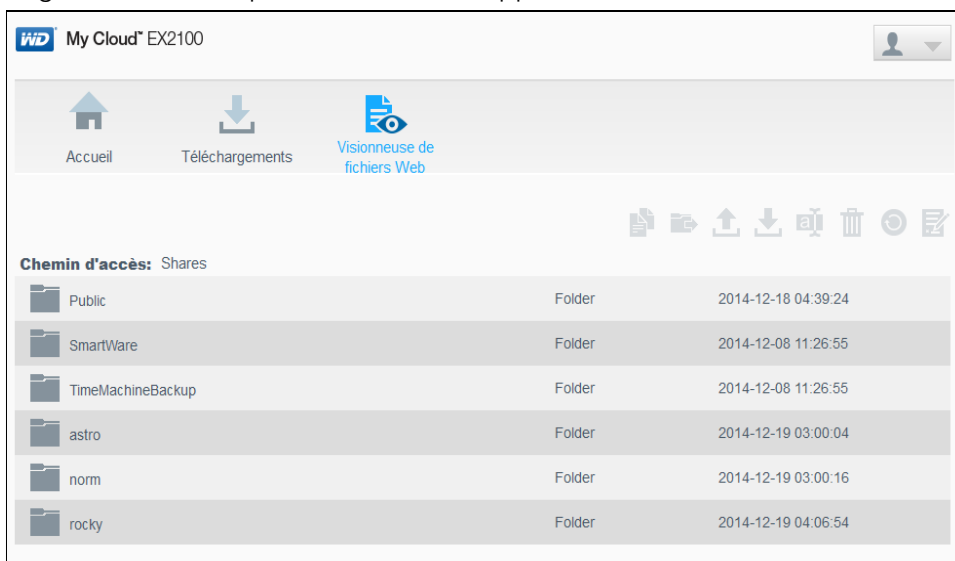 WD My Cloud™ EX2100
Accueil
Téléchargements
Visionneuse de
fichiers Web
Chemin d'accès: Shares
Public Folder 2014-12-18 04:39:24
SmartWare Folder 2014-12-08 11:26:55
TimeMachineBackup Folder 2014-12-08 11:26:55
astro Folder 2014-12-19 03:00:04
norm Folder 2014-12-19 03:00:16
rocky Folder 2014-12-19 04:06:54